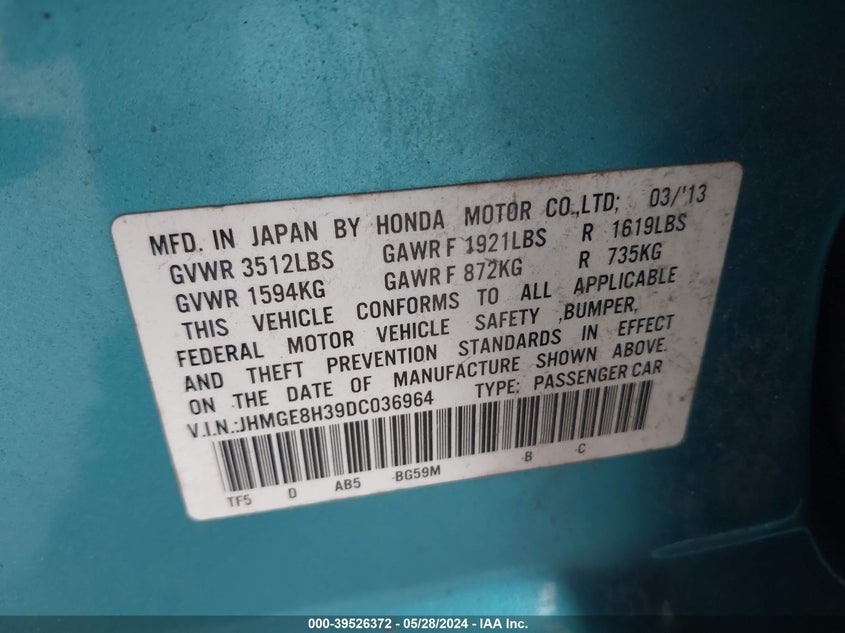 MFD. IN JAPAN BY HONDA MOTOR CO.,LTD; 03/'13
GVWR 3512LBS GAWR F 1921LBS R 1619LBS
GVWR 1594KG GAWR F 872KG R 735KG
THIS VEHICLE CONFORMS TO ALL APPLICABLE
FEDERAL MOTOR VEHICLE SAFETY ,BUMPER,
AND THEFT PREVENTION STANDARDS IN EFFECT
ON THE DATE OF MANUFACTURE SHOWN ABOVE.
V.I.N.:JHMGE8H39DC036964 TYPE: PASSENGER CAR
TF5 D AB5 -BG59M -B -C
000-39526372 / 05/28/2024 - IAA Inc.